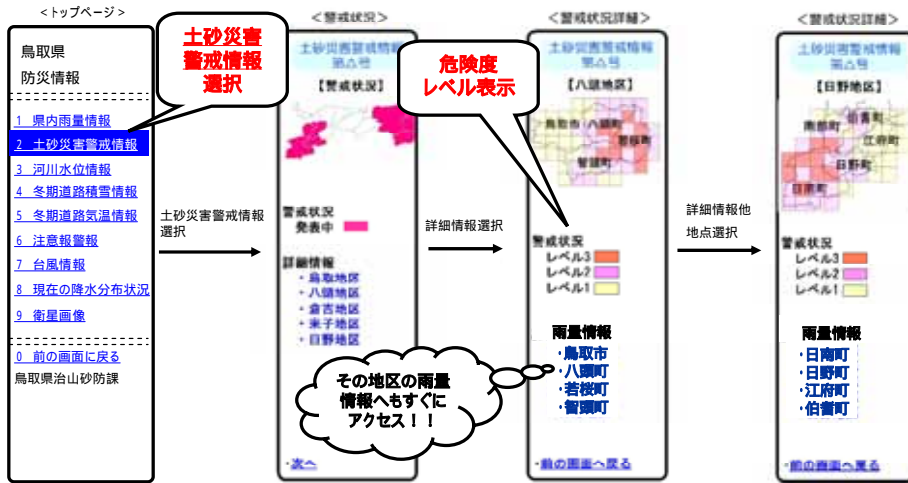 <トップページ>
鳥取県
防災情報
1 県内雨量情報
2 土砂災害警戒情報
3 河川水位情報
4 冬期道路積雪情報
5 冬期道路気温情報
6 注意報警報
7 台風情報
8 現在の降水分布状況
9 衛星画像
0 前の画面に戻る
鳥取県治山砂防課
土砂災害
警戒情報
選択
土砂災害警戒情報
選択
<警戒状況>
土砂災害警戒情報
第△号
【警戒状況】
警戒状況
発表中
詳細情報
・鳥取地区
・八頭地区
・倉吉地区
・米子地区
・日野地区
・次へ
詳細情報選択
危険度
レベル表示
その地区の雨量
情報へもすぐに
アクセス！！
<警戒状況詳細>
土砂災害警戒情報
第△号
【八頭地区】
鳥取市・八頭町
若桜町
智頭町
警戒状況
レベル3
レベル2
レベル1
雨量情報
・鳥取市
・八頭町
・若桜町
・智頭町
・前の画面へ戻る
詳細情報他
地点選択
<警戒状況詳細>
土砂災害警戒情報
第△号
【日野地区】
南部町
伯耆町
江府町
日野町
日南町
警戒状況
レベル3
レベル2
レベル1
雨量情報
・日南町
・日野町
・江府町
・伯耆町
・前の画面へ戻る